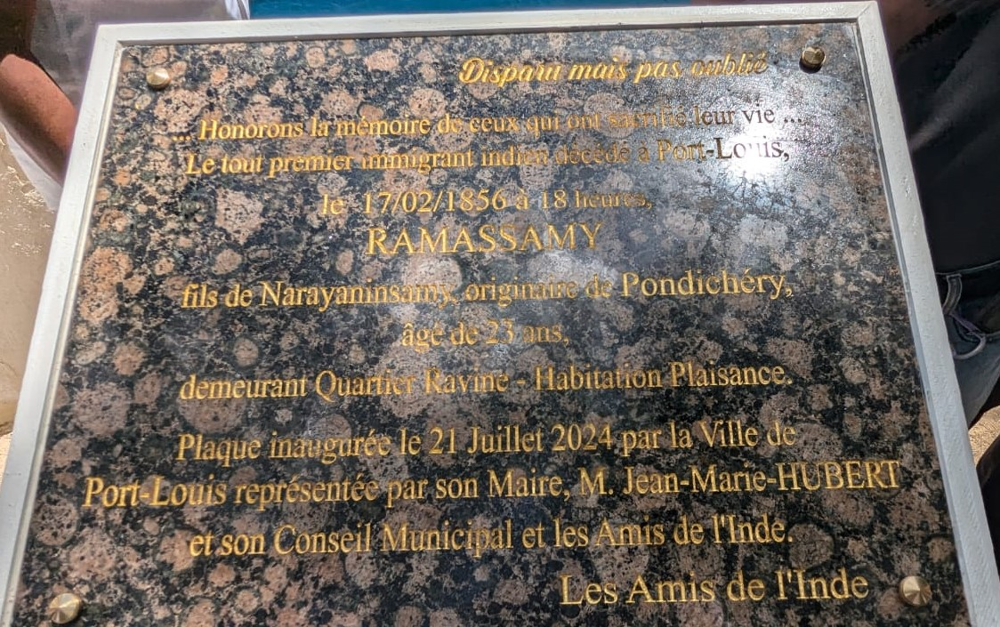 Disparu mais pas oublié
... Honorons la mémoire de ceux qui ont sacrifié leur vie ....
Le tout premier immigrant indien décédé à Port-Louis,
le 17/02/1856 à 18 heures,
RAMASSAMY
fils de Narayaninsamy, originaire de Pondichéry,
âgé de 23 ans,
demeurant Quartier Ravine - Habitation Plaisance.
Plaque inaugurée le 21 Juillet 2024 par la Ville de
Port-Louis représentée par son Maire, M. Jean-Marie-HUBERT
et son Conseil Municipal et les Amis de l'Inde.
Les Amis de l'Inde